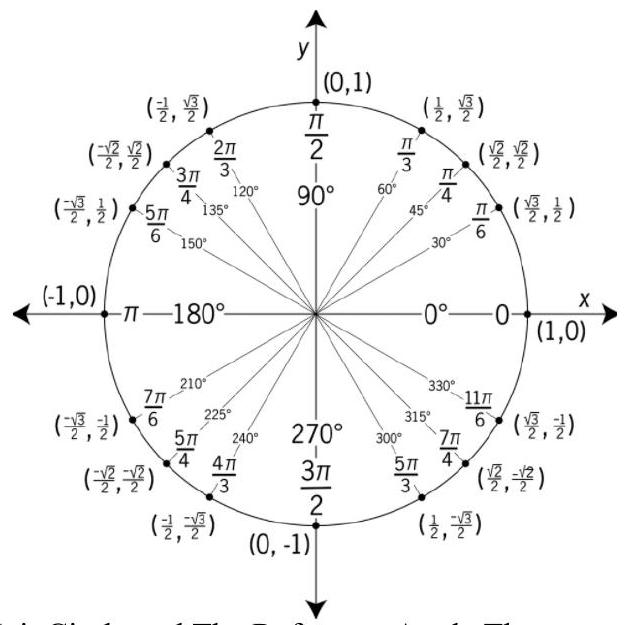 y
(0,1)
(-1/2, √3/2)
(1/2, √3/2)
(-√2/2, √2/2)
2π/3
π/2
π/3
(√2/2, √2/2)
3π/4
120°
90°
60°
π/4
(-√3/2, 1/2)
5π/6
135°
45°
π/6
(√3/2, 1/2)
150°
30°
(-1,0)
x
π
180°
0°
0
(1,0)
210°
330°
7π/6
11π/6
(-√3/2, -1/2)
225°
315°
(√3/2, -1/2)
5π/4
240°
270°
300°
7π/4
(-√2/2, -√2/2)
4π/3
3π/2
5π/3
(√2/2, -√2/2)
(-1/2, -√3/2)
(0, -1)
(1/2, -√3/2)